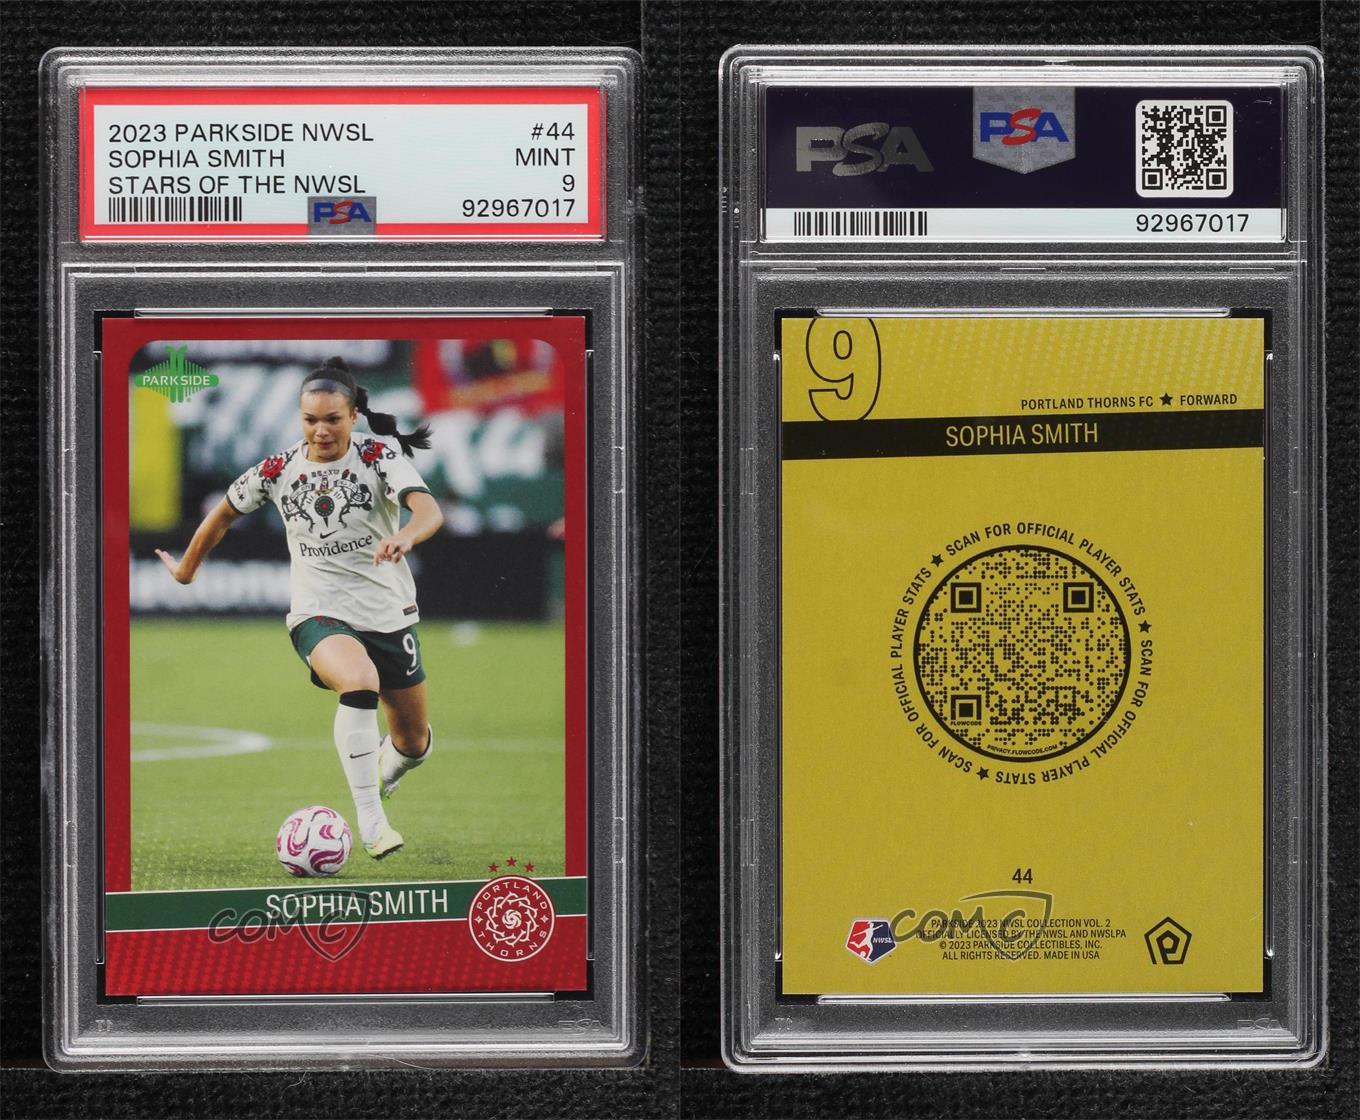 2023 PARKSIDE NWSL #44
SOPHIA SMITH MINT
STARS OF THE NWSL 9
PSA 92967017
PARKSIDE
Providence
9
SOPHIA SMITH
PORTLAND THORNS
COMC
PSA PSA
92967017
9
PORTLAND THORNS FC ★ FORWARD
SOPHIA SMITH
SCAN FOR OFFICIAL PLAYER STATS ★ SCAN FOR OFFICIAL PLAYER STATS ★ SCAN FOR OFFICIAL PLAYER STATS ★
FLOWCODE
PRIVACY.FLOWCODE.COM
44
NWSL
PARKSIDE 2023 NWSL COLLECTION VOL. 2
OFFICIALLY LICENSED BY THE NWSL AND NWSLPA
© 2023 PARKSIDE COLLECTIBLES, INC.
ALL RIGHTS RESERVED. MADE IN USA
COMC